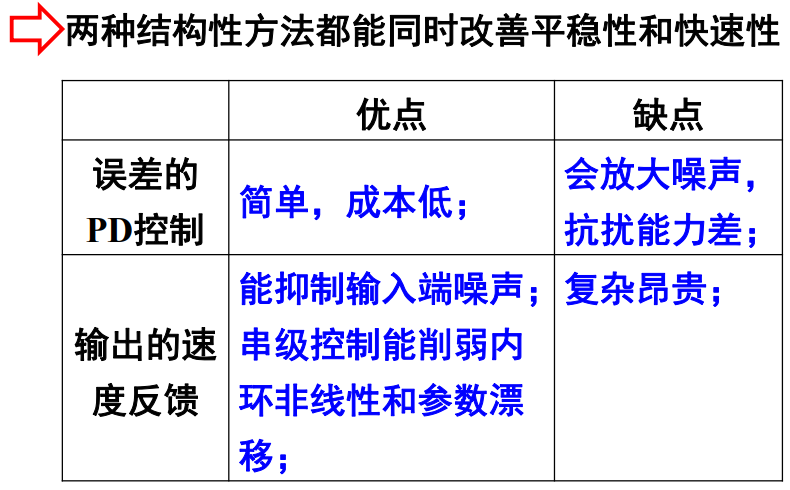 两种结构性方法都能同时改善平稳性和快速性
优点
缺点
误差的
PD控制
简单，成本低；
会放大噪声，
抗扰能力差；
输出的速
度反馈
能抑制输入端噪声；
串级控制能削弱内
环非线性和参数漂
移；
复杂昂贵；